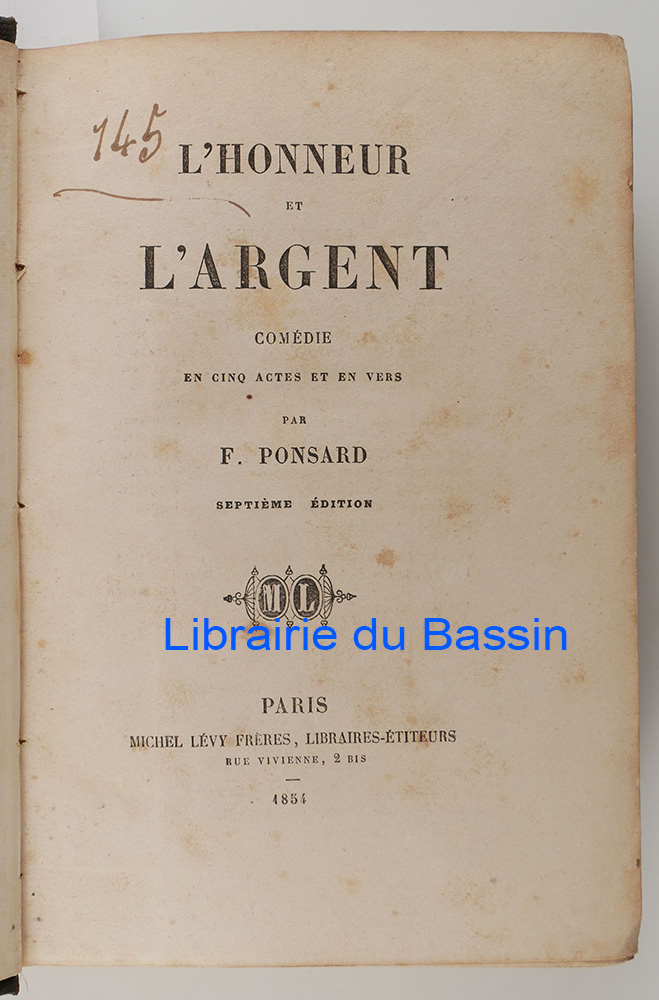 145
L'HONNEUR
ET
L'ARGENT
COMÉDIE
EN CINQ ACTES ET EN VERS
PAR
F. PONSARD
SEPTIÈME ÉDITION
M L
Librairie du Bassin
PARIS
MICHEL LÉVY FRÈRES, LIBRAIRES-ÉTITEURS
RUE VIVIENNE, 2 BIS
—
1854